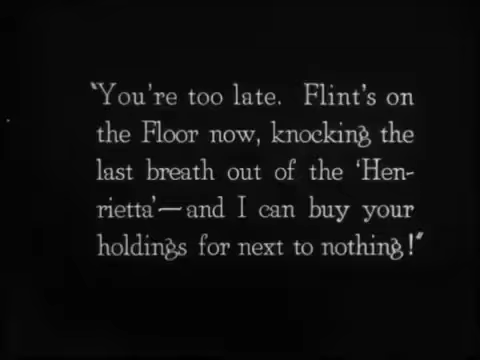 "You're too late. Flint's on
the Floor now, knocking the
last breath out of the 'Hen-
rietta'—and I can buy your
holdings for next to nothing!"